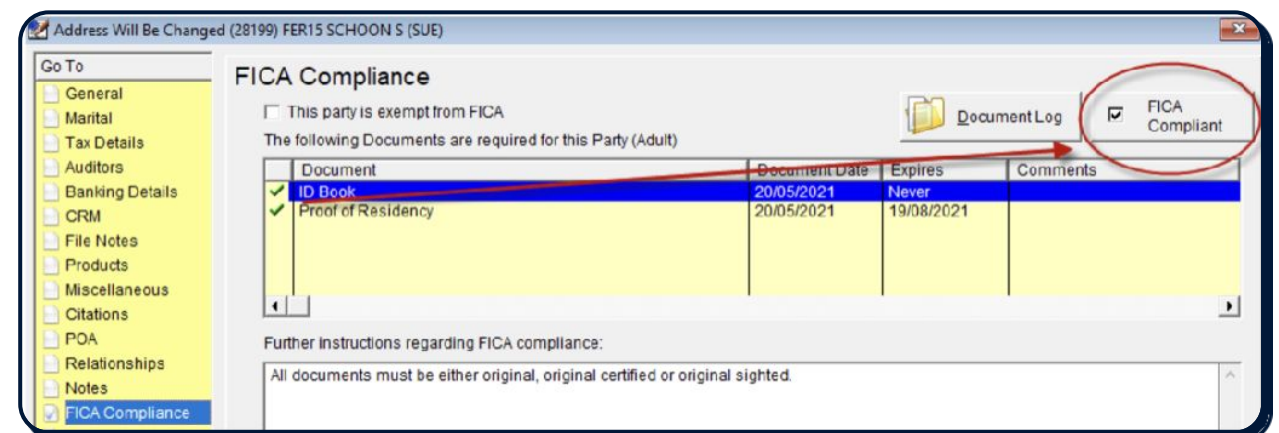 Address Will Be Changed (28199) FER15 SCHOON S (SUE)
Go To
General
Marital
Tax Details
Auditors
Banking Details
CRM
File Notes
Products
Miscellaneous
Citations
POA
Relationships
Notes
FICA Compliance
FICA Compliance
This party is exempt from FICA
Document Log
FICA
Compliant
The following Documents are required for this Party (Adult)
Document Document Date Expires Comments
ID Book 20/05/2021 Never
Proof of Residency 20/05/2021 19/08/2021
Further instructions regarding FICA compliance:
All documents must be either original, original certified or original sighted.